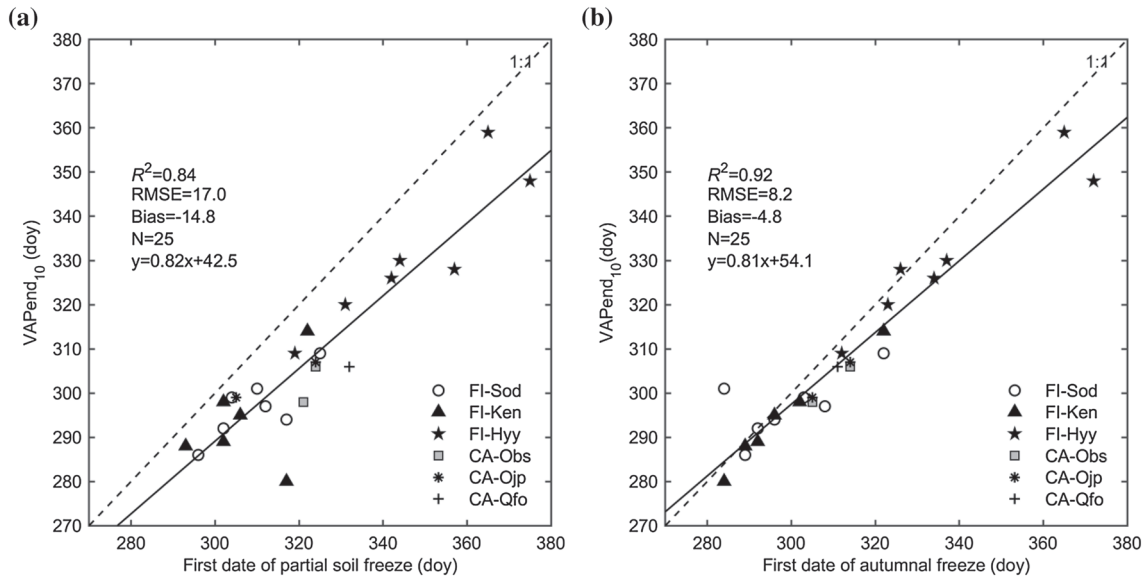 (a)
380
370
360
350
340
330
320
310
300
290
280
270
VAPend10 (doy)
1:1
R²=0.84
RMSE=17.0
Bias=-14.8
N=25
y=0.82x+42.5
FI-Sod
FI-Ken
FI-Hyy
CA-Obs
CA-Ojp
CA-Qfo
280 300 320 340 360 380
First date of partial soil freeze (doy)
(b)
380
370
360
350
340
330
320
310
300
290
280
270
VAPend10(doy)
1:1
R²=0.92
RMSE=8.2
Bias=-4.8
N=25
y=0.81x+54.1
FI-Sod
FI-Ken
FI-Hyy
CA-Obs
CA-Ojp
CA-Qfo
280 300 320 340 360 380
First date of auturmnal freeze (doy)